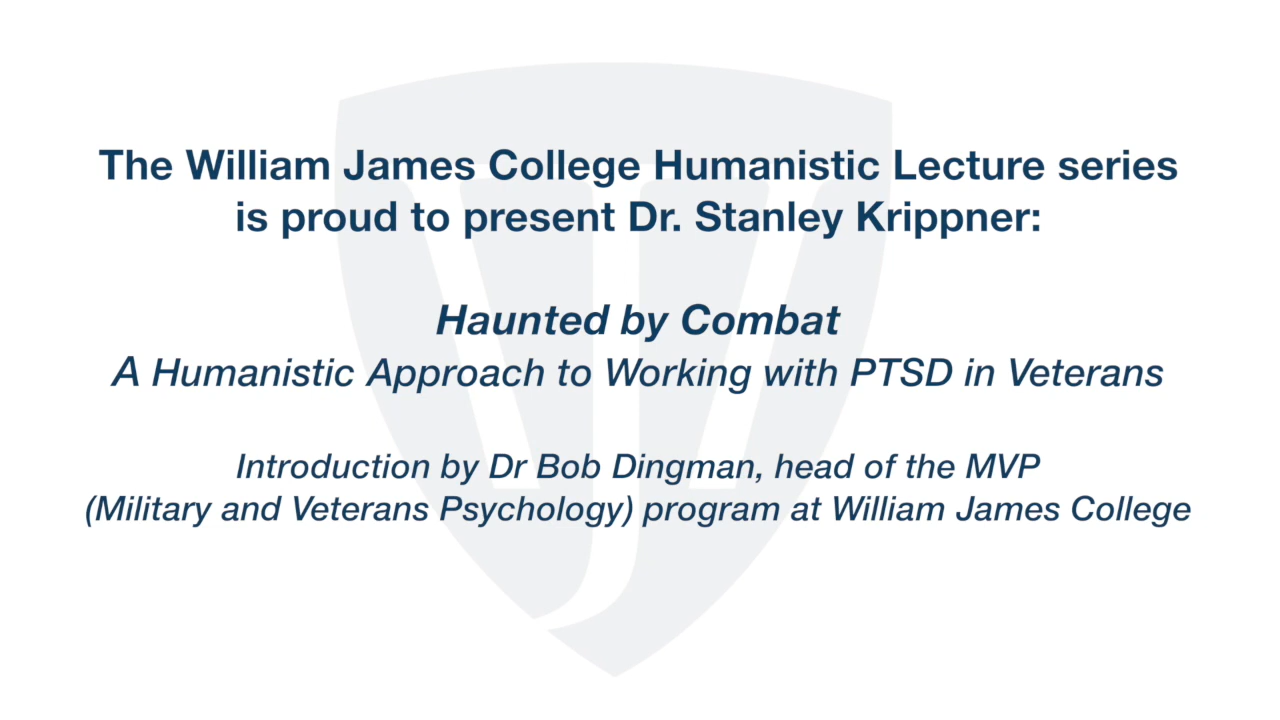 The William James College Humanistic Lecture series
is proud to present Dr. Stanley Krippner:
Haunted by Combat
A Humanistic Approach to Working with PTSD in Veterans
Introduction by Dr Bob Dingman, head of the MVP
(Military and Veterans Psychology) program at William James College